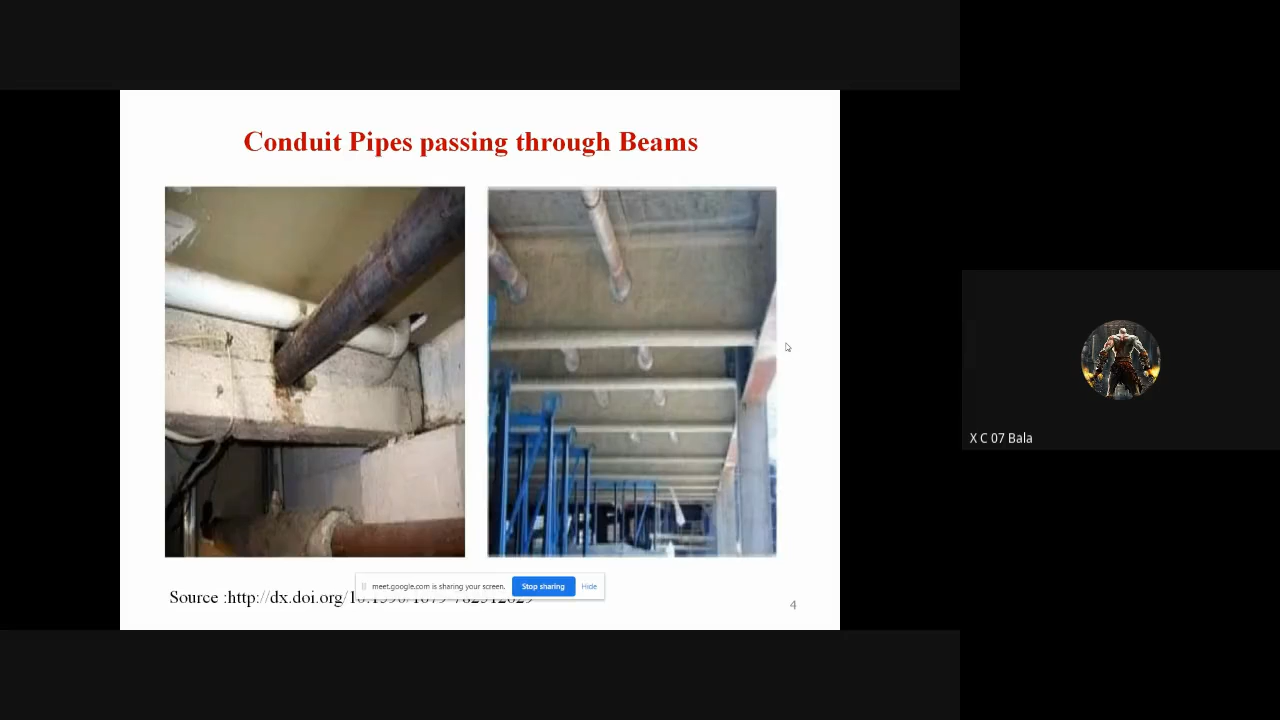 Conduit Pipes passing through Beams
meet.google.com is sharing your screen. Stop sharing Hide
Source :http://dx.doi.org/
4
X C 07 Bala